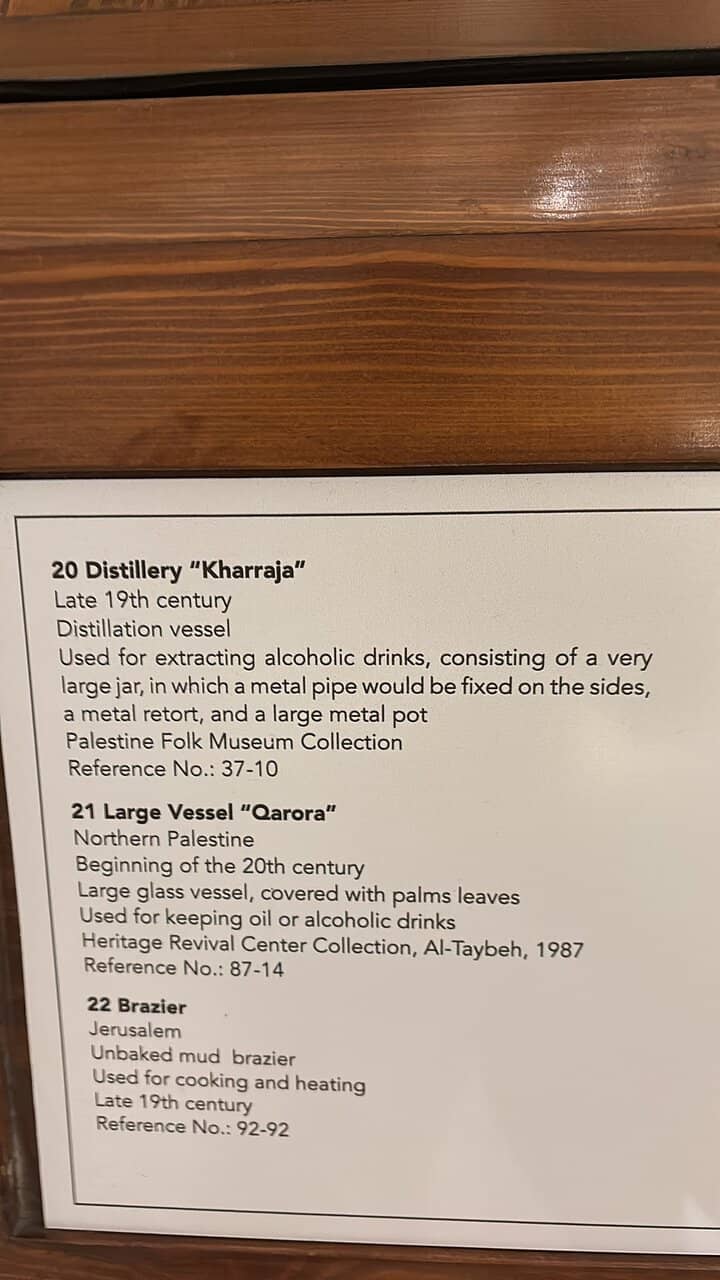 20 Distillery “Kharraja”
Late 19th century
Distillation vessel
Used for extracting alcoholic drinks, consisting of a very
large jar, in which a metal pipe would be fixed on the sides,
a metal retort, and a large metal pot
Palestine Folk Museum Collection
Reference No.: 37-10
21 Large Vessel “Qarora”
Northern Palestine
Beginning of the 20th century
Large glass vessel, covered with palms leaves
Used for keeping oil or alcoholic drinks
Heritage Revival Center Collection, Al-Taybeh, 1987
Reference No.: 87-14
22 Brazier
Jerusalem
Unbaked mud brazier
Used for cooking and heating
Late 19th century
Reference No.: 92-92